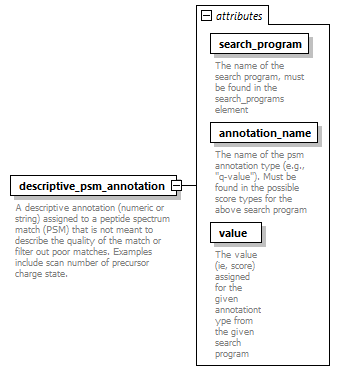 attributes
search_program
The name of the
search program, must
be found in the
search_programs
element
annotation_name
The name of the psm
annotation type (e.g.,
"q-value"). Must be
found in the possible
score types for the
above search program
descriptive_psm_annotation
A descriptive annotation (numeric or
string) assigned to a peptide spectrum
match (PSM) that is not meant to
describe the quality of the match or
filter out poor matches. Examples
include scan number of precursor
charge state.
value
The value
(ie, score)
assigned
for the
given
annotationt
ype from
the given
search
program